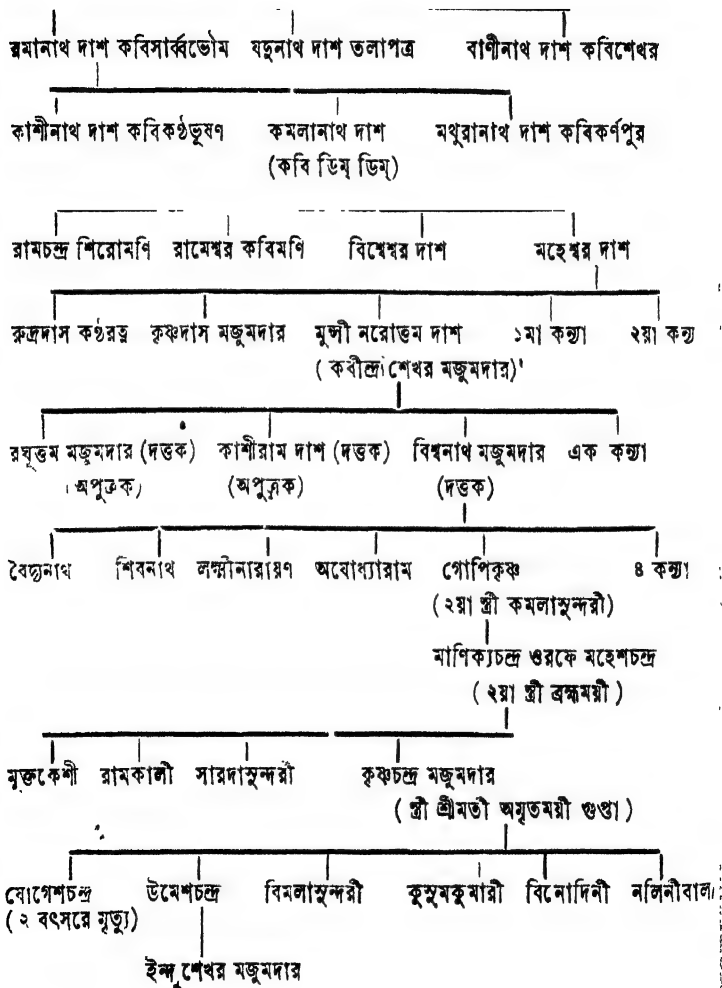 রমানাথ দাশ কবিসার্ব্বভৌম যদুনাথ দাশ তলাপত্র বাণীনাথ দাশ কবিশেখর
কাশীনাথ দাশ কবিকণ্ঠভূষণ কমলানাথ দাশ মথুরানাথ দাশ কবিকর্ণপুর
(কবি ডিম্ ডিম্)
রামচন্দ্র শিরোমণি রামেশ্বর কবিমণি বিশ্বেশ্বর দাশ মহেশ্বর দাশ
রুদ্রদাস কণ্ঠরত্ন কৃষ্ণদাস মজুমদার মুন্সী নরোত্তম দাশ ১মা কন্যা ২য়া কন্য
(কবীন্দ্র শেখর মজুমদার)
রঘূত্তম মজুমদার (দত্তক) কাশীরাম দাশ (দত্তক) বিশ্বনাথ মজুমদার এক কন্যা
(অপুত্রক) (অপুত্রক) (দত্তক)
বৈদ্যনাথ শিবনাথ লক্ষ্মীনারায়ণ অযোধ্যারাম গোপিকৃষ্ণ ৪ কন্যা
(২য়া স্ত্রী কমলাসুন্দরী)
মাণিক্যচন্দ্র ওরফে মহেশচন্দ্র
(২য়া স্ত্রী ব্রহ্মময়ী)
মুক্তকেশী রামকালী সারদাসুন্দরী কৃষ্ণচন্দ্র মজুমদার
(স্ত্রী শ্রীমতী অমৃতময়ী গুপ্তা)
যোগেশচন্দ্র উমেশচন্দ্র বিমলাসুন্দরী কুসুমকুমারী বিনোদিনী নলিনীবালা
(২ বৎসরে মৃত্যু)
ইন্দুশেখর মজুমদার